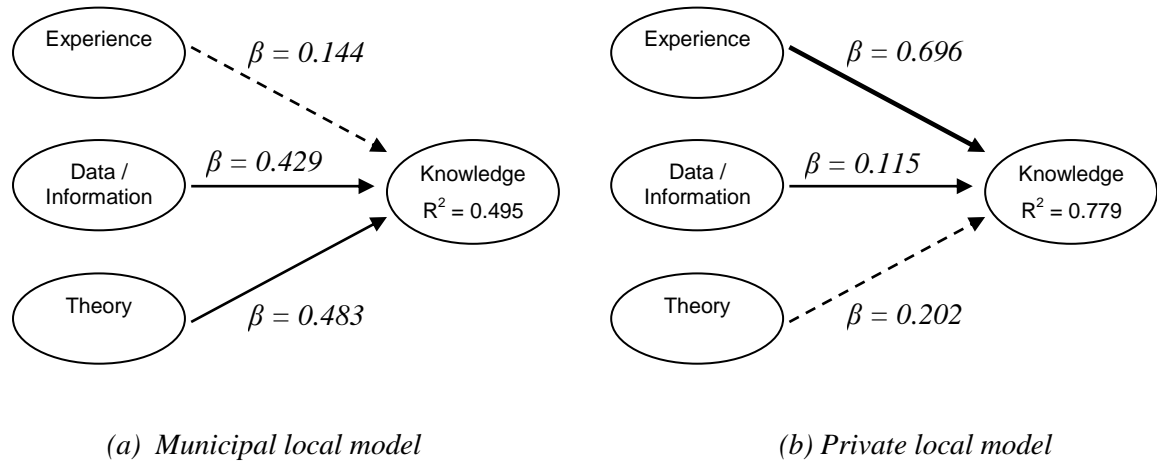 Experience
β = 0.144
Data /
Information
β = 0.429
Knowledge
R² = 0.495
Theory
β = 0.483
(a) Municipal local model
Experience
β = 0.696
Data /
Information
β = 0.115
Knowledge
R² = 0.779
Theory
β = 0.202
(b) Private local model